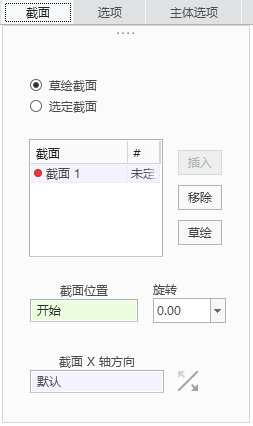 截面 选项 主体选项
草绘截面
选定截面
截面 #
截面 1 未定
插入
移除
草绘
截面位置 旋转
开始 0.00
截面 X 轴方向
默认